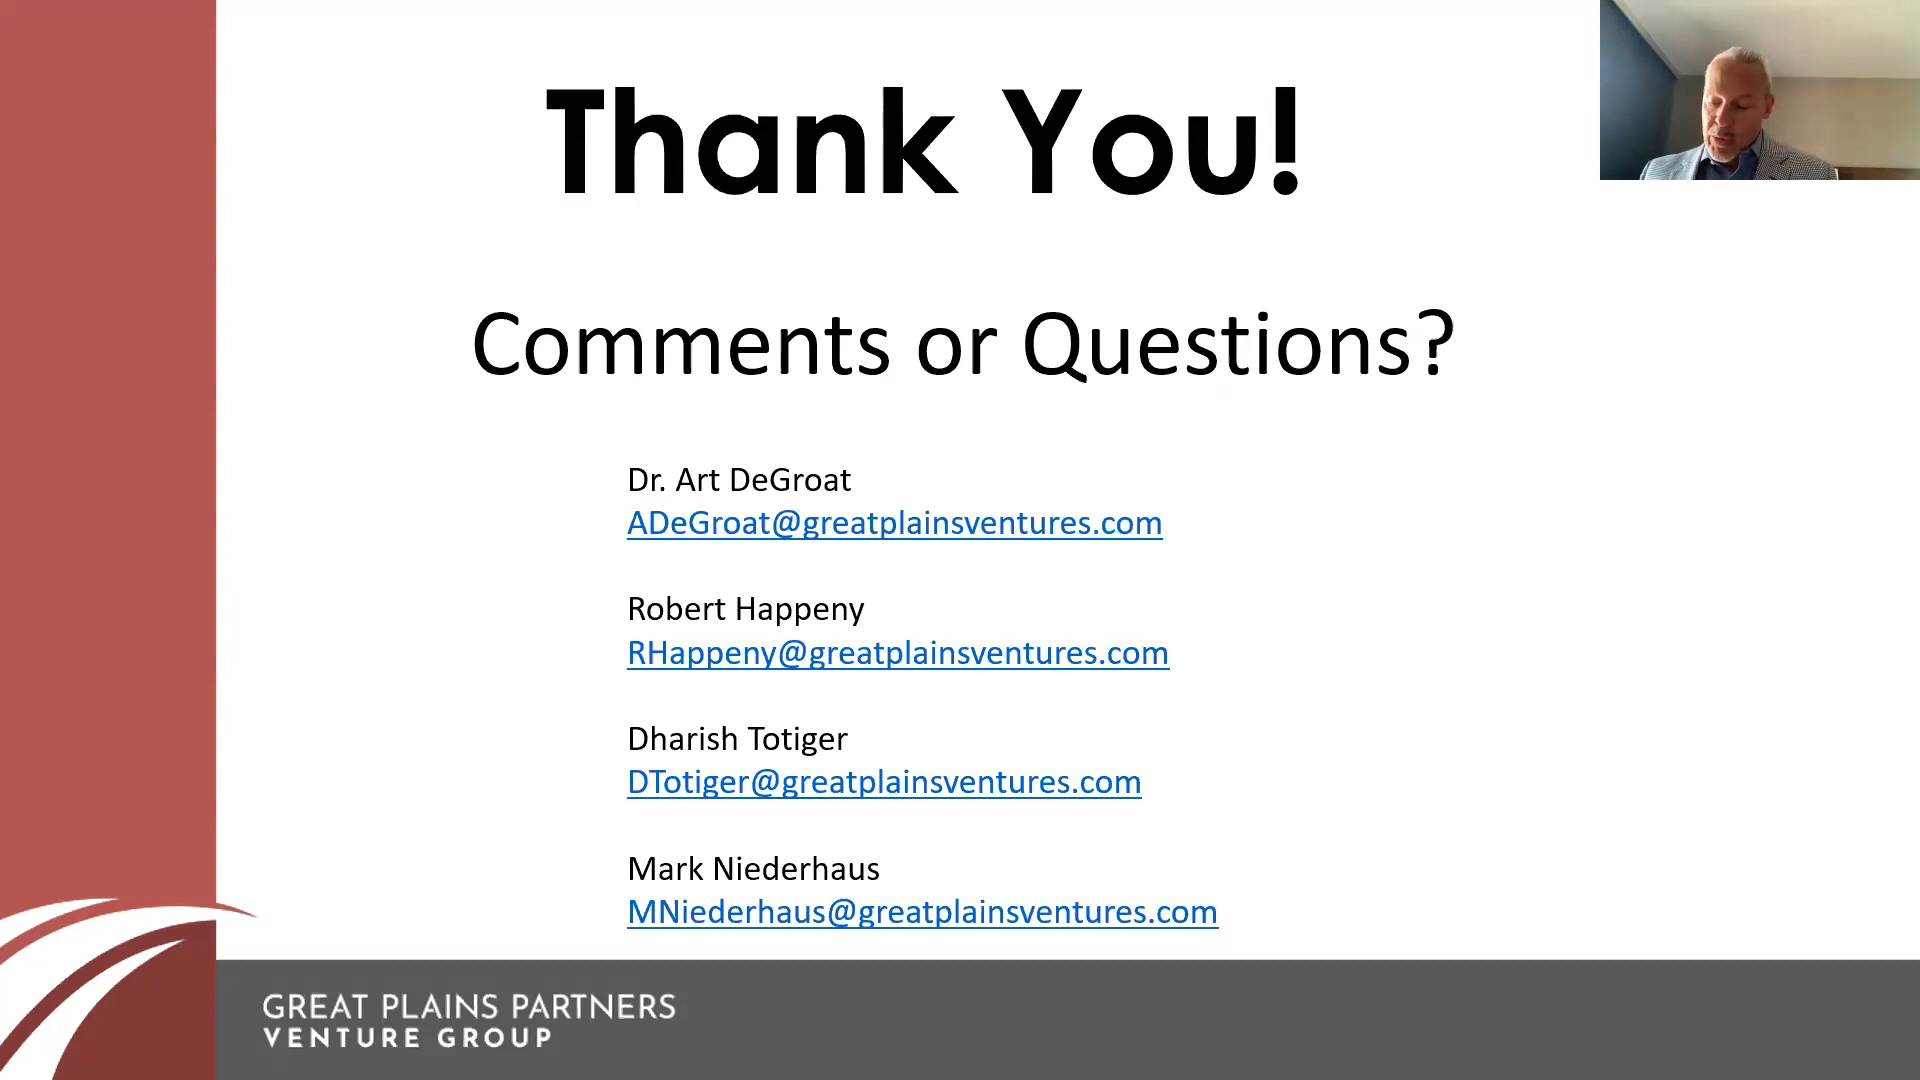 Thank You!
Comments or Questions?
Dr. Art DeGroat
ADeGroat@greatplainsventures.com
Robert Happeny
RHappeny@greatplainsventures.com
Dharish Totiger
DTotiger@greatplainsventures.com
Mark Niederhaus
MNiederhaus@greatplainsventures.com
GREAT PLAINS PARTNERS
VENTURE GROUP